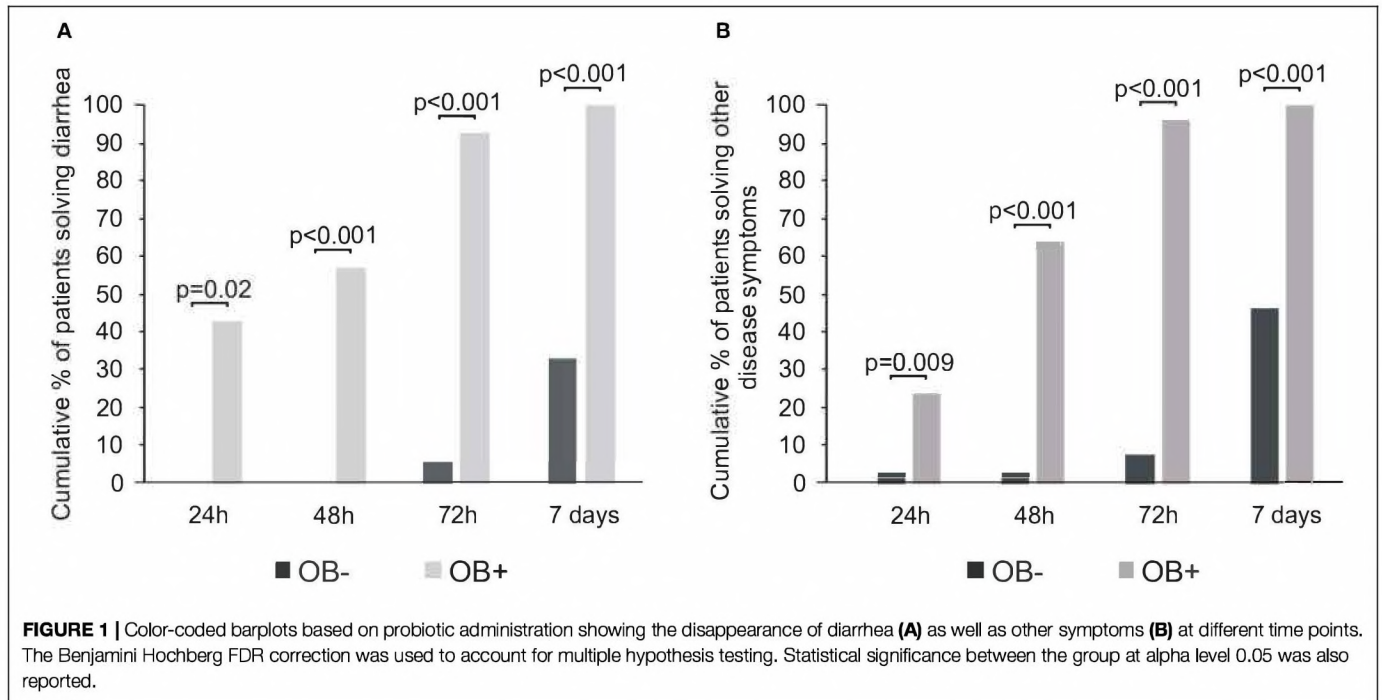 A
Cumulative % of patients solving diarrhea
100
90
80
70
60
50
40
30
20
10
0
p=0.02
p<0.001
p<0.001
p<0.001
24h
48h
72h
7 days
OB-
OB+
B
Cumulative % of patients solving other
disease symptoms
100
90
80
70
60
50
40
30
20
10
0
p=0.009
p<0.001
p<0.001
p<0.001
24h
48h
72h
7 days
OB-
OB+
FIGURE 1 | Color-coded barplots based on probiotic administration showing the disappearance of diarrhea (A) as well as other symptoms (B) at different time points.
The Benjamini Hochberg FDR correction was used to account for multiple hypothesis testing. Statistical significance between the group at alpha level 0.05 was also
reported.